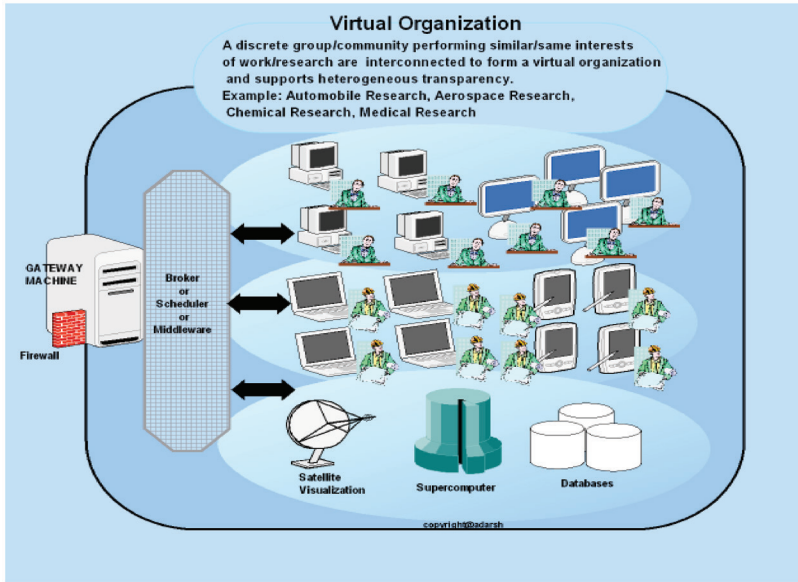 Virtual Organization
A discrete group/community performing similar/same interests
of work/research are interconnected to form a virtual organization
and supports heterogeneous transparency.
Example: Automobile Research, Aerospace Research,
Chemical Research, Medical Research
GATEWAY
MACHINE
Firewall
Broker
or
Scheduler
or
Middleware
Satellite
Visualization
Supercomputer
Databases
copyright@adarsh